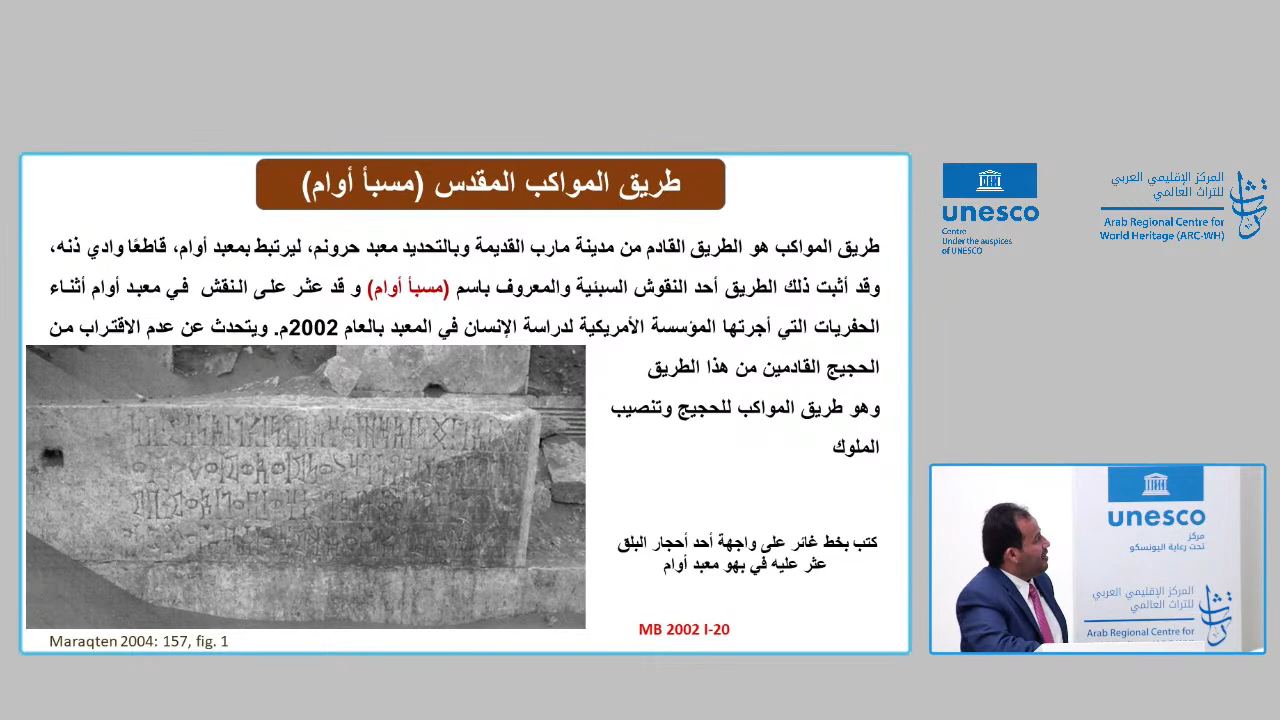 طريق المواكب المقدس (مسبأ أوام)
طريق المواكب هو الطريق القادم من مدينة مارب القديمة وبالتحديد معبد حرونم، ليرتبط بمعبد أوام، قاطعًا وادي ذنه،
وقد أثبت ذلك الطريق أحد النقوش السبئية والمعروف باسم (مسبأ أوام) و قد عثر على النقش في معبد أوام أثناء
الحفريات التي أجرتها المؤسسة الأمريكية لدراسة الإنسان في المعبد بالعام 2002م. ويتحدث عن عدم الاقتراب من
الحجيج القادمين من هذا الطريق
وهو طريق المواكب للحجيج وتنصيب
الملوك
كتب بخط غائر على واجهة أحد أحجار البلق
عثر عليه في بهو معبد أوام
MB 2002 I-20
Maraqten 2004: 157, fig. 1
unesco
Centre
Under the auspices
of UNESCO
المركز الإقليمي العربي
للتراث العالمي
Arab Regional Centre for
World Heritage (ARC-WH)
unesco
مركز
تحت رعاية اليونسكو
المركز الإقليمي العربي
للتراث العالمي
Arab Regional Centre for